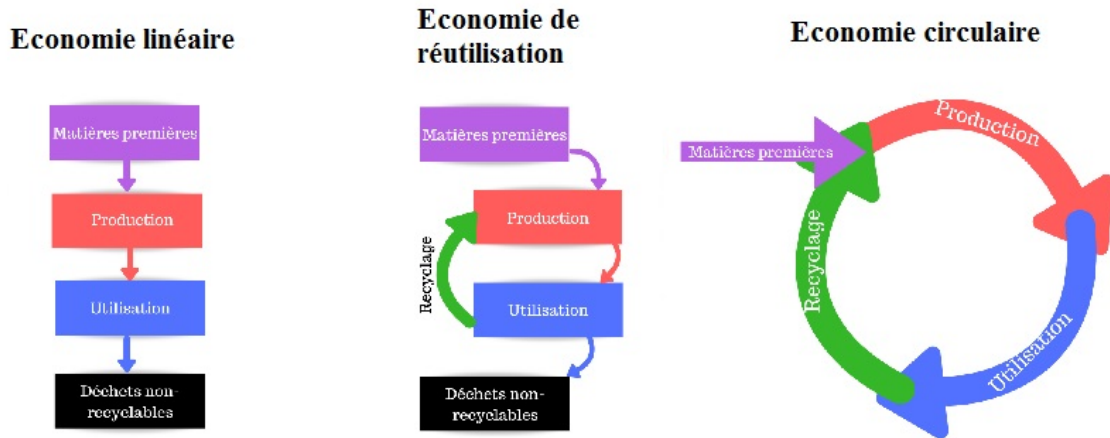 Economie linéaire
Matières premières
Production
Utilisation
Déchets non-
recyclables
Economie de
réutilisation
Matières premières
Production
Recyclage
Utilisation
Déchets non-
recyclables
Economie circulaire
Matières premières
Production
Utilisation
Recyclage